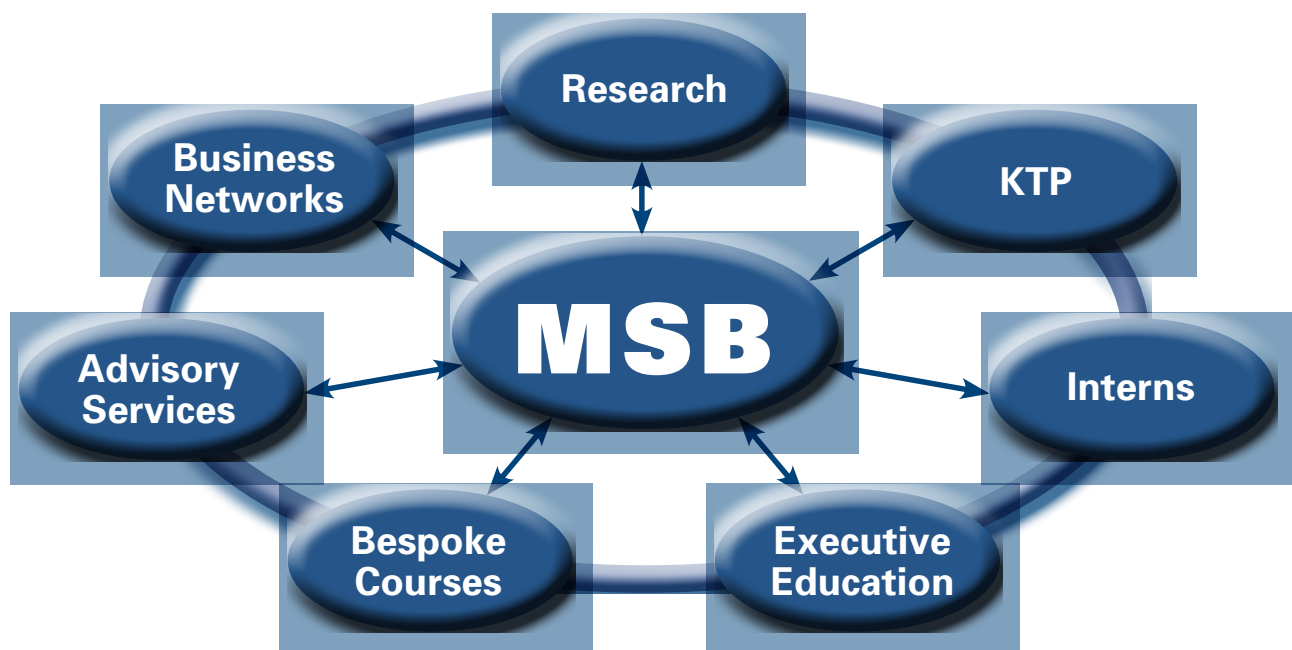 Research
Business
Networks
KTP
MSB
Advisory
Services
Interns
Bespoke
Courses
Executive
Education